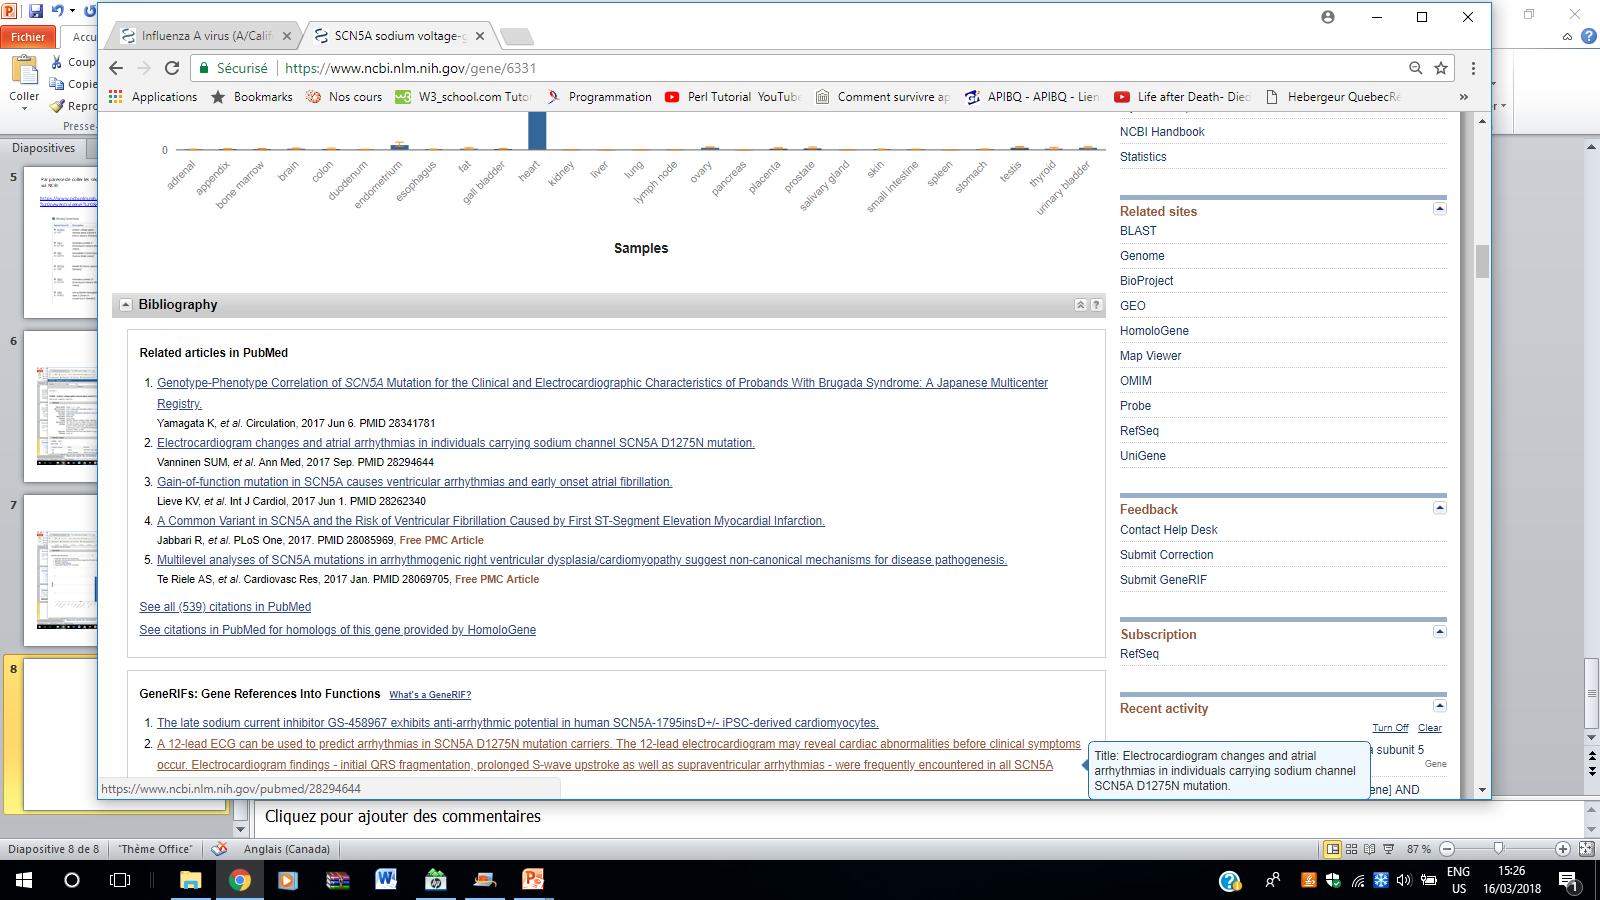 Fichier
Accu
Coller
Coup
Copie
Repro
Presse-
Diapositives
5
6
7
8
Influenza A virus (A/Calif
SCN5A sodium voltage-g
Sécurisé
https://www.ncbi.nlm.nih.gov/gene/6331
Applications
Bookmarks
Nos cours
W3_school.com Tutor
Programmation
Perl Tutorial YouTube
Comment survivre ap
APIBQ - APIBQ - Lien
Life after Death- Died
Hebergeur QuebecRe
»
0
adrenal
appendix
bone marrow
brain
colon
duodenum
endometrium
esophagus
fat
gall bladder
heart
kidney
liver
lung
lymph node
ovary
pancreas
placenta
prostate
salivary gland
skin
small intestine
spleen
stomach
testis
thyroid
urinary bladder
Samples
Bibliography
Related articles in PubMed
1. Genotype-Phenotype Correlation of SCN5A Mutation for the Clinical and Electrocardiographic Characteristics of Probands With Brugada Syndrome: A Japanese Multicenter
Registry.
Yamagata K, et al. Circulation, 2017 Jun 6. PMID 28341781
2. Electrocardiogram changes and atrial arrhythmias in individuals carrying sodium channel SCN5A D1275N mutation.
Vanninen SUM, et al. Ann Med, 2017 Sep. PMID 28294644
3. Gain-of-function mutation in SCN5A causes ventricular arrhythmias and early onset atrial fibrillation.
Lieve KV, et al. Int J Cardiol, 2017 Jun 1. PMID 28262340
4. A Common Variant in SCN5A and the Risk of Ventricular Fibrillation Caused by First ST-Segment Elevation Myocardial Infarction.
Jabbari R, et al. PLoS One, 2017. PMID 28085969, Free PMC Article
5. Multilevel analyses of SCN5A mutations in arrhythmogenic right ventricular dysplasia/cardiomyopathy suggest non-canonical mechanisms for disease pathogenesis.
Te Riele AS, et al. Cardiovasc Res, 2017 Jan. PMID 28069705, Free PMC Article
See all (539) citations in PubMed
See citations in PubMed for homologs of this gene provided by HomoloGene
GeneRIFs: Gene References Into Functions What's a GeneRIF?
1. The late sodium current inhibitor GS-458967 exhibits anti-arrhythmic potential in human SCN5A-1795insD+/- iPSC-derived cardiomyocytes.
2. A 12-lead ECG can be used to predict arrhythmias in SCN5A D1275N mutation carriers. The 12-lead electrocardiogram may reveal cardiac abnormalities before clinical symptoms
occur. Electrocardiogram findings - initial QRS fragmentation, prolonged S-wave upstroke as well as supraventricular arrhythmias - were frequently encountered in all SCN5A
https://www.ncbi.nlm.nih.gov/pubmed/28294644
NCBI Handbook
Statistics
Related sites
BLAST
Genome
BioProject
GEO
HomoloGene
Map Viewer
OMIM
Probe
RefSeq
UniGene
Feedback
Contact Help Desk
Submit Correction
Submit GeneRIF
Subscription
RefSeq
Recent activity
Turn Off Clear
subunit 5
Gene
ene] AND
Title: Electrocardiogram changes and atrial
arrhythmias in individuals carrying sodium channel
SCN5A D1275N mutation.
Cliquez pour ajouter des commentaires
Diapositive 8 de 8
"Thème Office"
Anglais (Canada)
87 %
ENG
US
15:26
16/03/2018
1